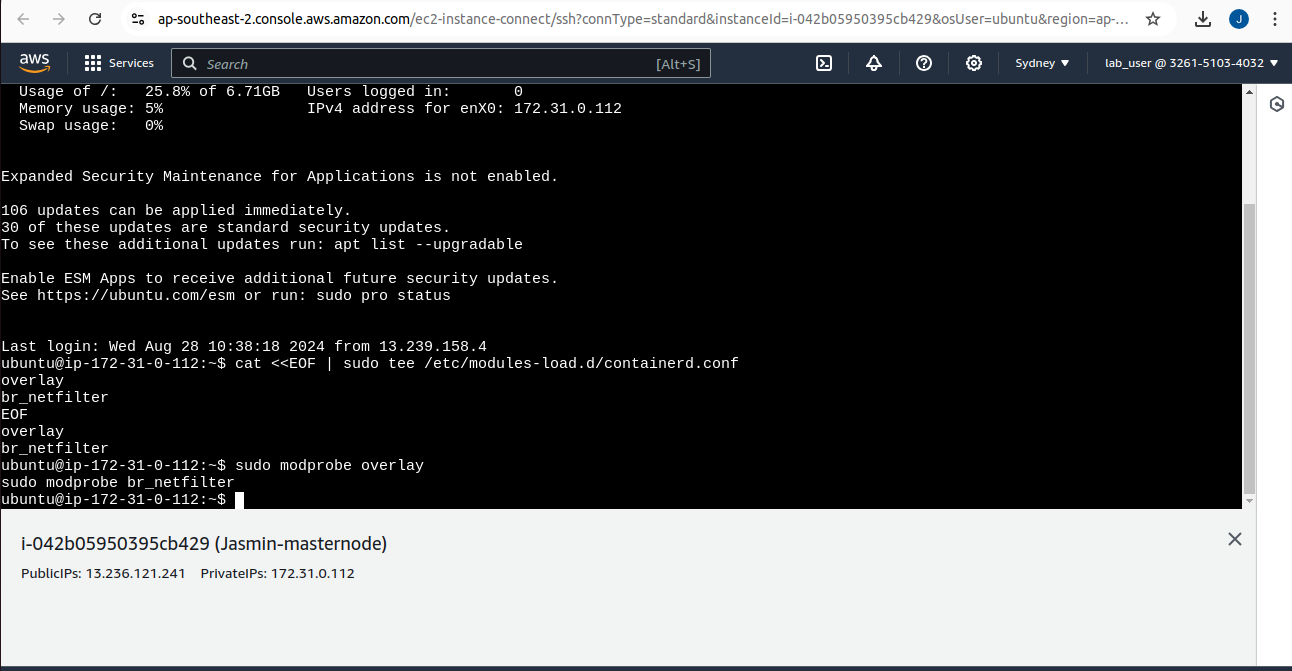 ap-southeast-2.console.aws.amazon.com/ec2-instance-connect/ssh?connType=standard&instanceId=i-042b05950395cb429&osUser=ubuntu&region=ap-...
J
aws
Services
Search
[Alt+S]
Sydney
lab_user @ 3261-5103-4032
Usage of /:   25.8% of 6.71GB   Users logged in:       0
Memory usage: 5%                IPv4 address for enX0: 172.31.0.112
Swap usage:   0%
Expanded Security Maintenance for Applications is not enabled.
106 updates can be applied immediately.
30 of these updates are standard security updates.
To see these additional updates run: apt list --upgradable
Enable ESM Apps to receive additional future security updates.
See https://ubuntu.com/esm or run: sudo pro status
Last login: Wed Aug 28 10:38:18 2024 from 13.239.158.4
ubuntu@ip-172-31-0-112:~$ cat <<EOF | sudo tee /etc/modules-load.d/containerd.conf
overlay
br_netfilter
EOF
overlay
br_netfilter
ubuntu@ip-172-31-0-112:~$ sudo modprobe overlay
sudo modprobe br_netfilter
ubuntu@ip-172-31-0-112:~$
i-042b05950395cb429 (Jasmin-masternode)
PublicIPs: 13.236.121.241    PrivateIPs: 172.31.0.112